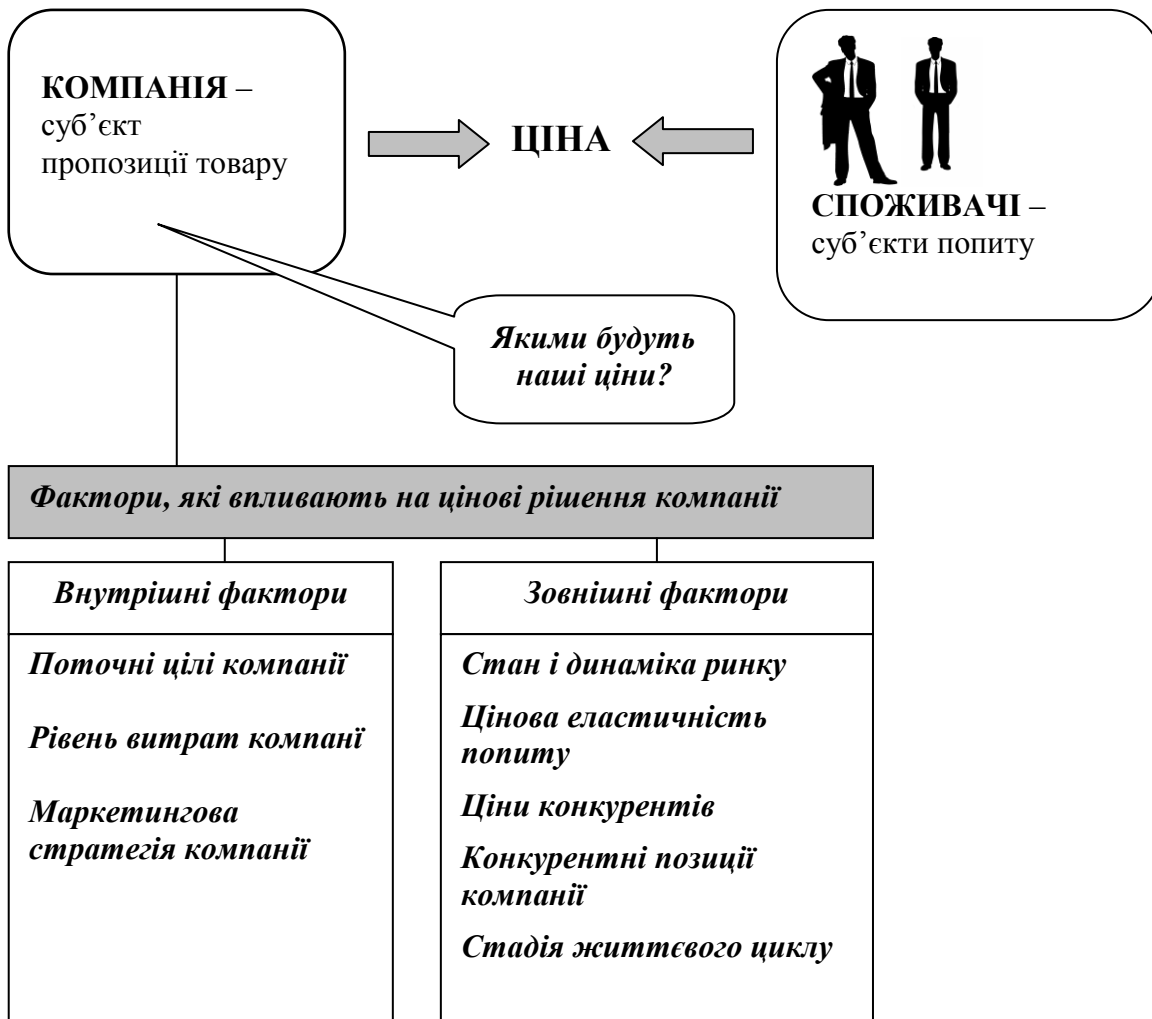 КОМПАНІЯ –
суб’єкт
пропозиції товару
ЦІНА
СПОЖИВАЧІ –
суб’єкти попиту
Якими будуть
наші ціни?
Фактори, які впливають на цінові рішення компанії
Внутрішні фактори
Поточні цілі компанії
Рівень витрат компанї
Маркетингова
стратегія компанії
Зовнішні фактори
Стан і динаміка ринку
Цінова еластичність
попиту
Ціни конкурентів
Конкурентні позиції
компанії
Стадія життєвого циклу